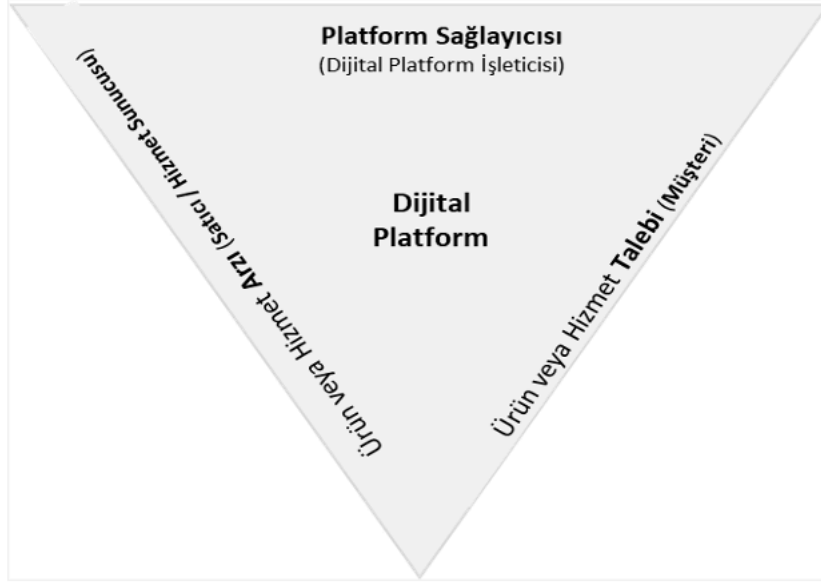 Platform Sağlayıcısı
(Dijital Platform İşleticisi)
Dijital
Platform
Ürün veya Hizmet Arzı (Satıcı / Hizmet Sunucusu)
Ürün veya Hizmet Talebi (Müşteri)